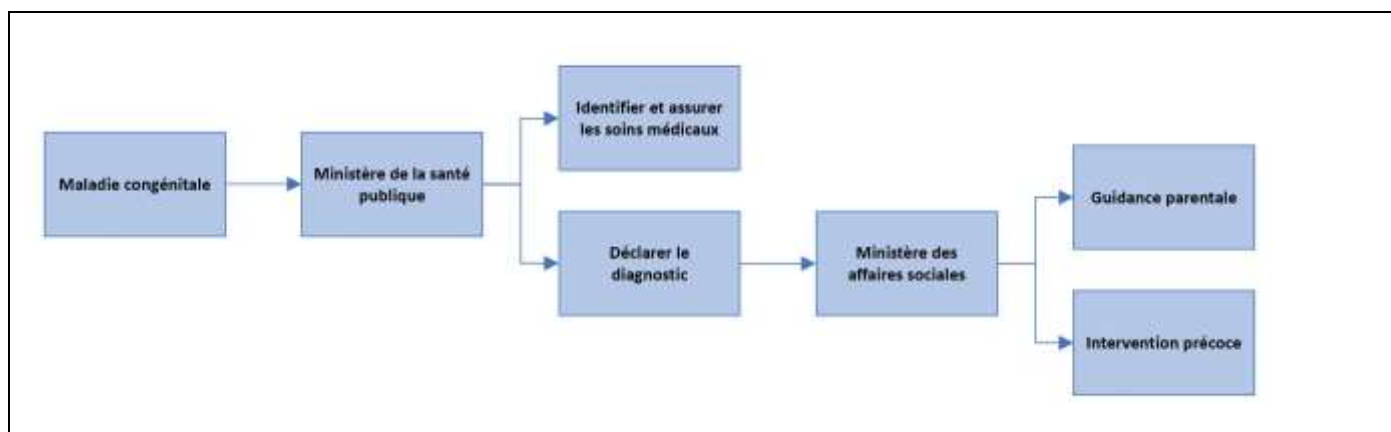 Maladie congénitale
Ministère de la santé
publique
Identifier et assurer
les soins médicaux
Déclarer le
diagnostic
Ministère des
affaires sociales
Guidance parentale
Intervention précoce